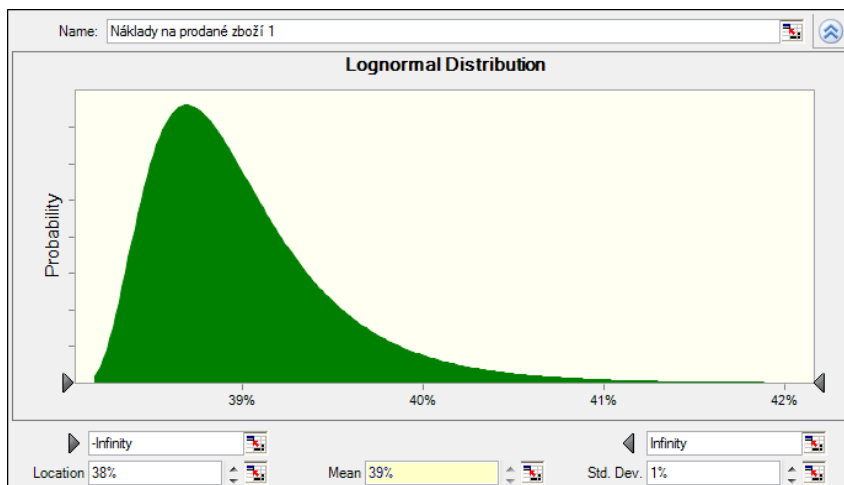 Name: Náklady na prodané zboží 1
Lognormal Distribution
Probability
39% 40% 41% 42%
-Infinity Infinity
Location 38% Mean 39% Std. Dev. 1%